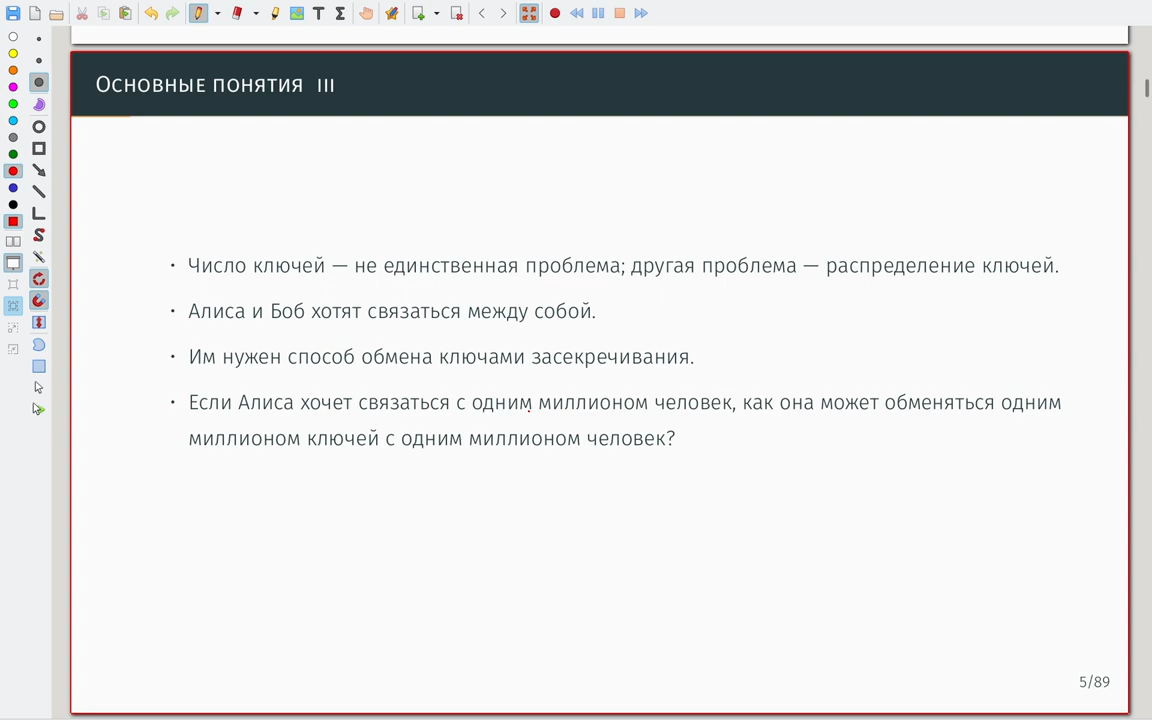 Основные понятия III
• Число ключей — не единственная проблема; другая проблема — распределение ключей.
• Алиса и Боб хотят связаться между собой.
• Им нужен способ обмена ключами засекречивания.
• Если Алиса хочет связаться с одним миллионом человек, как она может обменяться одним
миллионом ключей с одним миллионом человек?
5/89